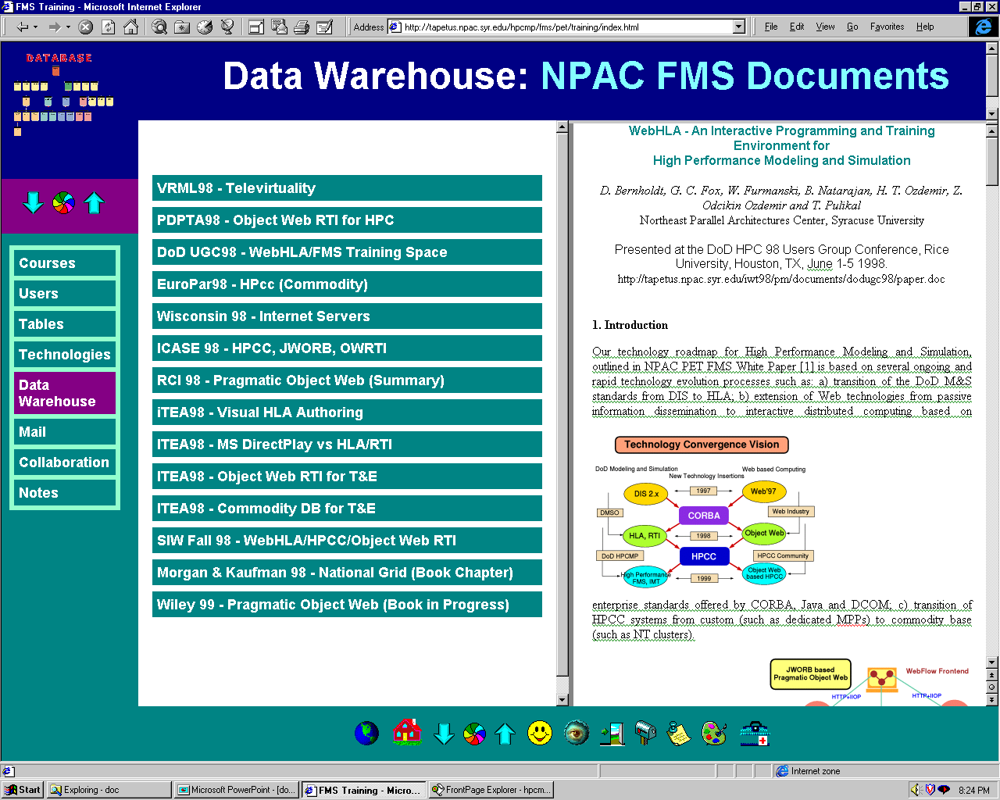 FMS Training - Microsoft Internet Explorer
Address http://tapetus.npac.syr.edu/hpcmp/fms/pet/training/index.html
File Edit View Go Favorites Help
DATABASE
Data Warehouse: NPAC FMS Documents
Courses
Users
Tables
Technologies
Data
Warehouse
Mail
Collaboration
Notes
VRML98 - Televirtuality
PDPTA98 - Object Web RTI for HPC
DoD UGC98 - WebHLA/FMS Training Space
EuroPar98 - HPcc (Commodity)
Wisconsin 98 - Internet Servers
ICASE 98 - HPCC, JWORB, OWRTI
RCI 98 - Pragmatic Object Web (Summary)
iTEA98 - Visual HLA Authoring
ITEA98 - MS DirectPlay vs HLA/RTI
ITEA98 - Object Web RTI for T&E
ITEA98 - Commodity DB for T&E
SIW Fall 98 - WebHLA/HPCC/Object Web RTI
Morgan & Kaufman 98 - National Grid (Book Chapter)
Wiley 99 - Pragmatic Object Web (Book in Progress)
WebHLA - An Interactive Programming and Training
Environment for
High Performance Modeling and Simulation
D. Bernholdt, G. C. Fox, W. Furmanski, B. Natarajan, H. T. Ozdemir, Z.
Odcikin Ozdemir and T. Pulikal
Northeast Parallel Architectures Center, Syracuse University
Presented at the DoD HPC 98 Users Group Conference, Rice
University, Houston, TX, June 1-5 1998.
http://tapetus.npac.syr.edu/iwt98/pm/documents/dodugc98/paper.doc
1. Introduction
Our technology roadmap for High Performance Modeling and Simulation,
outlined in NPAC PET FMS White Paper [1] is based on several ongoing and
rapid technology evolution processes such as: a) transition of the DoD M&S
standards from DIS to HLA; b) extension of Web technologies from passive
information dissemination to interactive distributed computing based on
Technology Convergence Vision
DoD Modeling and Simulation
Web based Computing
New Technology Insertions
DIS 2.x
1997
Web'97
DMSO
CORBA
Web Industry
HLA, RTI
1998
Object Web
DoD HPCMP
HPCC
HPCC Community
High Performance
FMS, IMT
1999
Object Web
based HPCC
enterprise standards offered by CORBA, Java and DCOM; c) transition of
HPCC systems from custom (such as dedicated MPPs) to commodity base
(such as NT clusters).
JWORB based
Pragmatic Object Web
WebFlow Frontend
HTTP+IIOP
HTTP+IIOP
Internet zone
Start
Exploring - doc
Microsoft PowerPoint - [do...
FMS Training - Micro...
FrontPage Explorer - hpcm...
8:24 PM